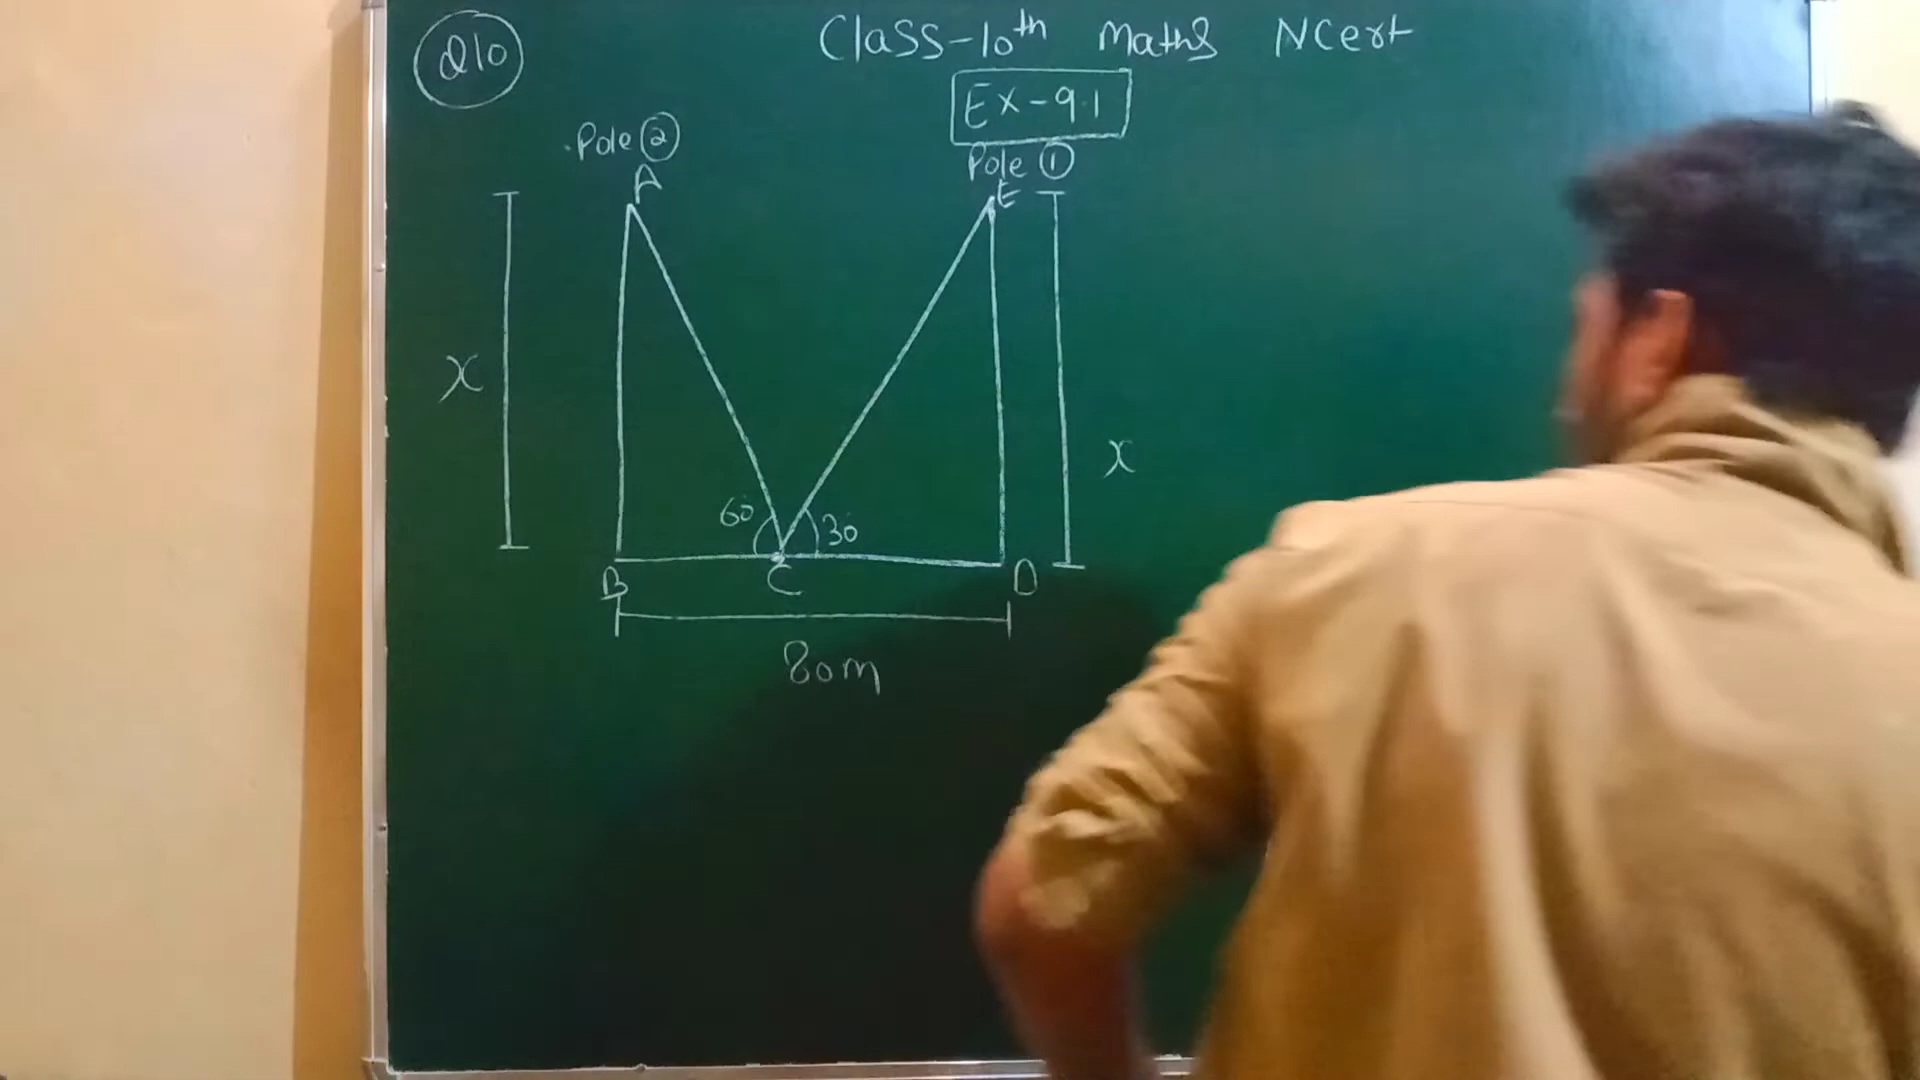 Q10
Class-10th Maths NCert
Ex-9.1
Pole 2
Pole 1
A
E
x
x
60°
30°
B
C
D
80m